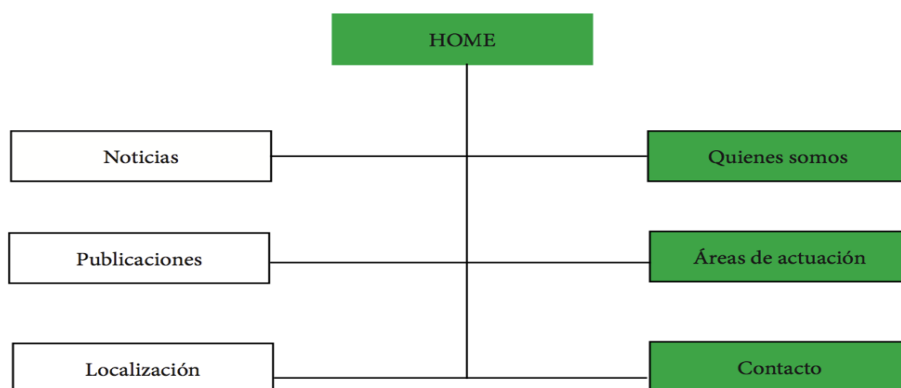 HOME
Noticias
Quienes somos
Publicaciones
Áreas de actuación
Localización
Contacto